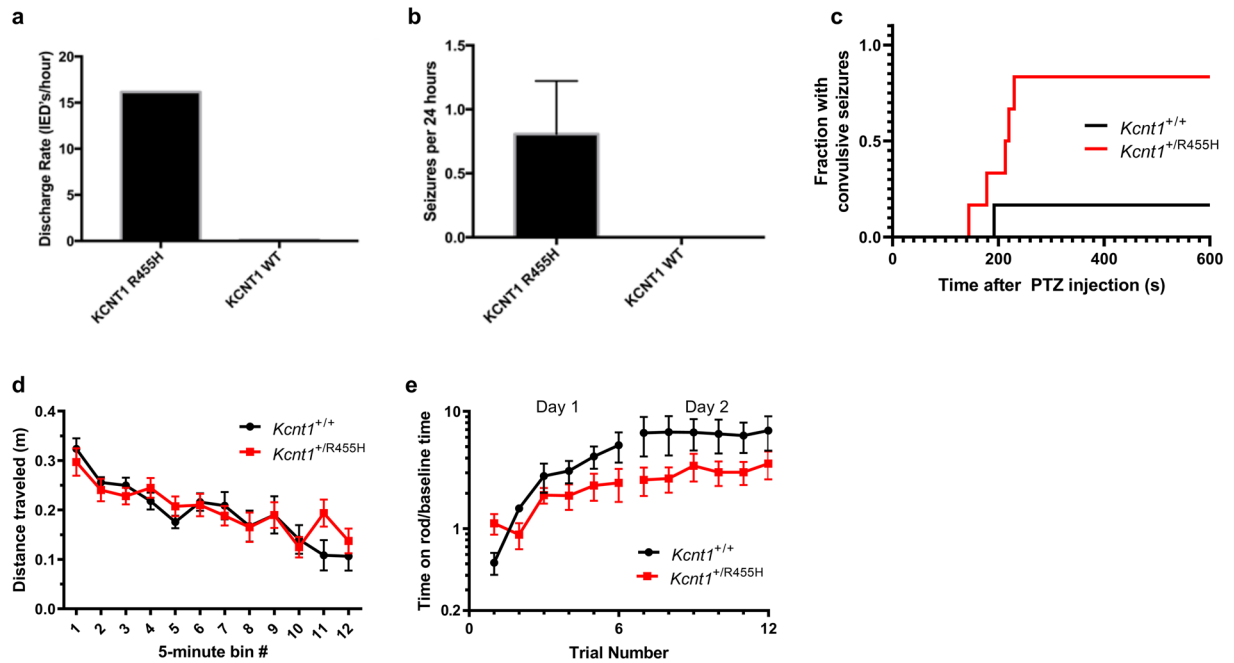 a
Discharge Rate (IED's/hour)
20
15
10
5
0
KCNT1 R455H
KCNT1 WT
b
Seizures per 24 hours
1.5
1.0
0.5
0.0
KCNT1 R455H
KCNT1 WT
c
Fraction with
convulsive seizures
1.0
0.5
0.0
0
200
400
600
Time after PTZ injection (s)
Kcnt1+/+
Kcnt1+/R455H
d
Distance traveled (m)
0.4
0.3
0.2
0.1
0.0
1
2
3
4
5
6
7
8
9
10
11
12
5-minute bin #
Kcnt1+/+
Kcnt1+/R455H
e
Time on rod/baseline time
10
1
0.2
Day 1
Day 2
0
6
12
Trial Number
Kcnt1+/+
Kcnt1+/R455H